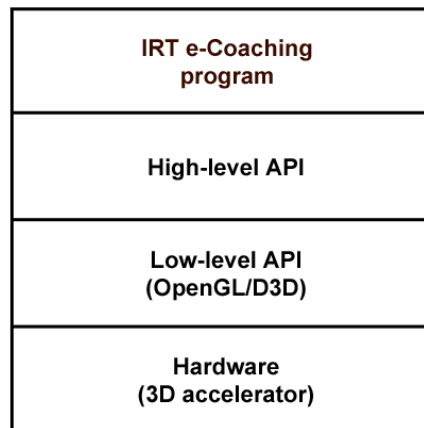 IRT e-Coaching
program
High-level API
Low-level API
(OpenGL/D3D)
Hardware
(3D accelerator)